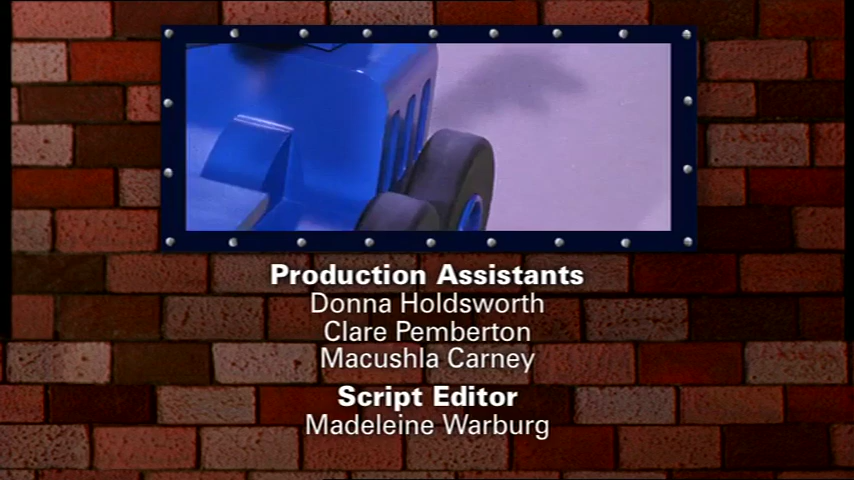 Production Assistants
Donna Holdsworth
Clare Pemberton
Macushla Carney
Script Editor
Madeleine Warburg